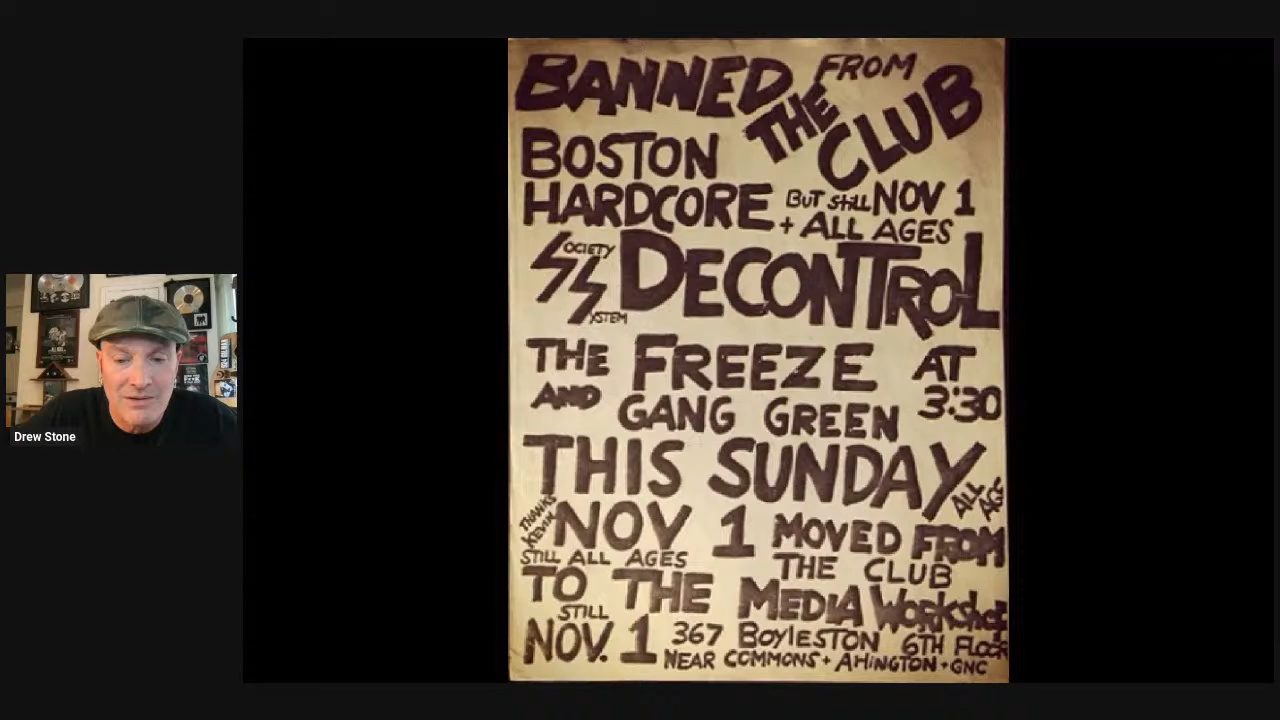 BANNED FROM
THE CLUB
BOSTON
HARDCORE BUT STILL NOV 1
+ ALL AGES
SOCIETY
SYSTEM
DECONTROL
THE FREEZE AT
AND GANG GREEN 3:30
THIS SUNDAY
ALL AGE
THANKS
KEVIN
NOV 1 MOVED FROM
STILL ALL AGES THE CLUB
TO THE MEDIA WORKSHOP
STILL
NOV. 1 367 BOYLESTON 6TH FLOOR
NEAR COMMONS + AHINGTON + GNC
Drew Stone